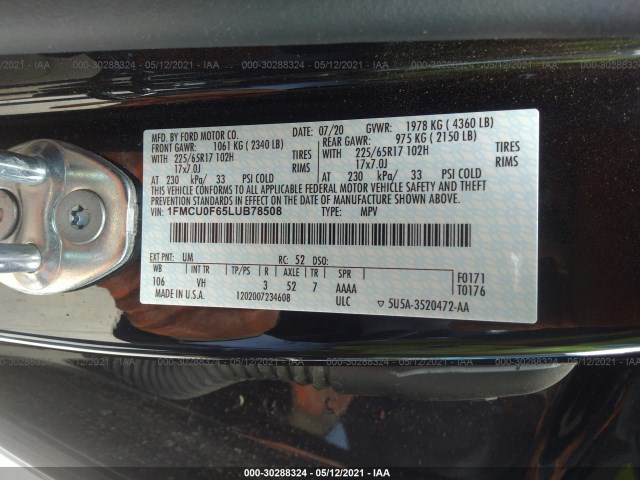 000-30288324 - 05/12/2021 - IAA
000-30288324 - 05/12/2021 - IAA
000-30288324 - 05/12/2021 - IAA
MFD. BY FORD MOTOR CO.
DATE: 07/20 GVWR: 1978 KG ( 4360 LB)
FRONT GAWR: 1061 KG ( 2340 LB) REAR GAWR: 975 KG ( 2150 LB)
WITH 225/65R17 102H TIRES WITH 225/65R17 102H TIRES
17x7.0J RIMS 17x7.0J RIMS
AT 230 kPa/ 33 PSI COLD AT 230 kPa/ 33 PSI COLD
THIS VEHICLE CONFORMS TO ALL APPLICABLE FEDERAL MOTOR VEHICLE SAFETY AND THEFT PREVENTION
STANDARDS IN EFFECT ON THE DATE OF MANUFACTURE SHOWN ABOVE.
VIN: 1FMCU0F65LUB78508 TYPE: MPV
EXT PNT: UM RC: 52 DSO:
WB INT TR TP/PS R AXLE TR SPR
106 VH 3 52 7 AAAA
F0171
T0176
MADE IN U.S.A. 1202007234608 ULC ▽ 5U5A-3520472-AA
000-30288324 - 05/12/2021 - IAA